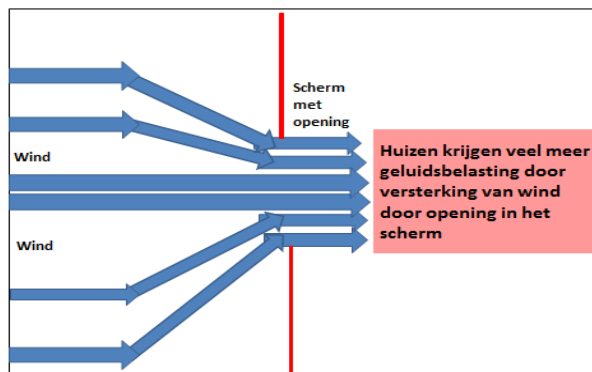 Scherm
met
opening
Wind
Wind
Huizen krijgen veel meer
geluidsbelasting door
versterking van wind
door opening in het
scherm